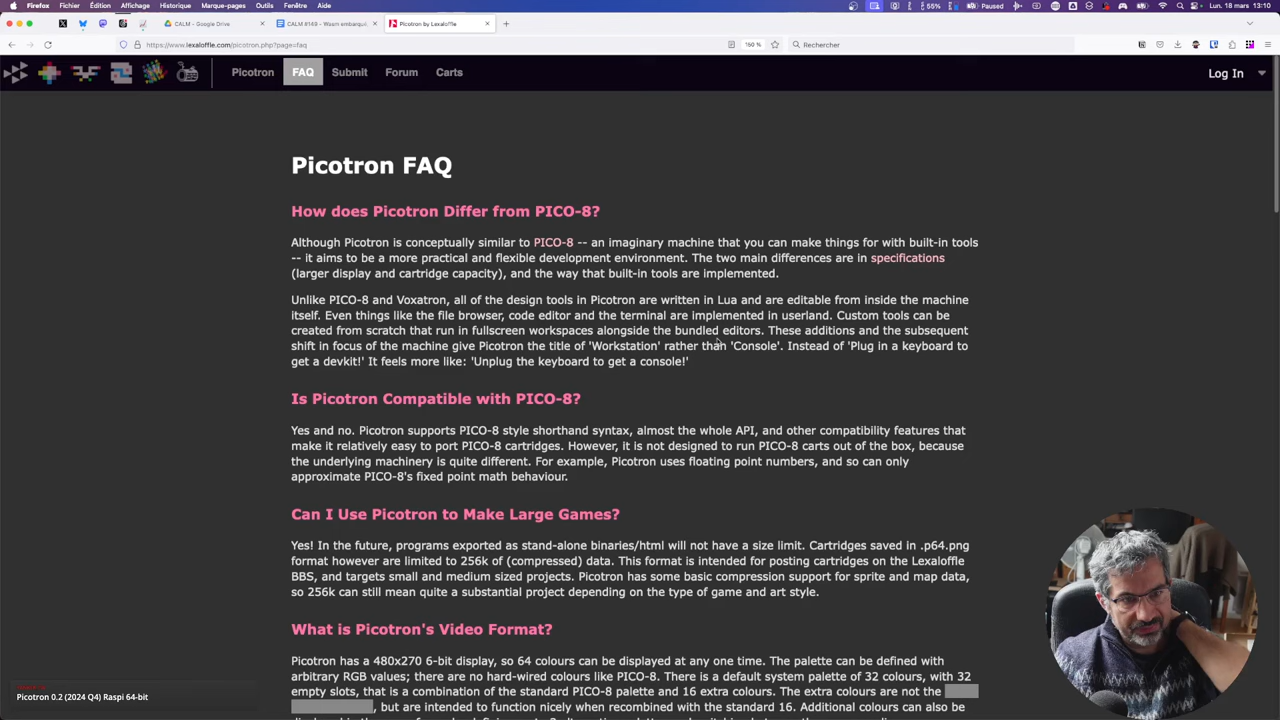 Firefox Fichier Édition Affichage Historique Marque-pages Outils Fenêtre Aide 55% Paused Lun. 18 mars 13:10
CALM - Google Drive CALM #149 - Wasm embarqu Picotron by Lexaloffle
https://www.lexaloffle.com/picotron.php?page=faq 150 % Rechercher
Picotron FAQ Submit Forum Carts Log In
Picotron FAQ
How does Picotron Differ from PICO-8?
Although Picotron is conceptually similar to PICO-8 -- an imaginary machine that you can make things for with built-in tools
-- it aims to be a more practical and flexible development environment. The two main differences are in specifications
(larger display and cartridge capacity), and the way that built-in tools are implemented.
Unlike PICO-8 and Voxatron, all of the design tools in Picotron are written in Lua and are editable from inside the machine
itself. Even things like the file browser, code editor and the terminal are implemented in userland. Custom tools can be
created from scratch that run in fullscreen workspaces alongside the bundled editors. These additions and the subsequent
shift in focus of the machine give Picotron the title of 'Workstation' rather than 'Console'. Instead of 'Plug in a keyboard to
get a devkit!' It feels more like: 'Unplug the keyboard to get a console!'
Is Picotron Compatible with PICO-8?
Yes and no. Picotron supports PICO-8 style shorthand syntax, almost the whole API, and other compatibility features that
make it relatively easy to port PICO-8 cartridges. However, it is not designed to run PICO-8 carts out of the box, because
the underlying machinery is quite different. For example, Picotron uses floating point numbers, and so can only
approximate PICO-8's fixed point math behaviour.
Can I Use Picotron to Make Large Games?
Yes! In the future, programs exported as stand-alone binaries/html will not have a size limit. Cartridges saved in .p64.png
format however are limited to 256k of (compressed) data. This format is intended for posting cartridges on the Lexaloffle
BBS, and targets small and medium sized projects. Picotron has some basic compression support for sprite and map data,
so 256k can still mean quite a substantial project depending on the type of game and art style.
What is Picotron's Video Format?
Picotron has a 480x270 6-bit display, so 64 colours can be displayed at any one time. The palette can be defined with
arbitrary RGB values; there are no hard-wired colours like PICO-8. There is a default system palette of 32 colours, with 32
empty slots, that is a combination of the standard PICO-8 palette and 16 extra colours. The extra colours are not the
, but are intended to function nicely when recombined with the standard 16. Additional colours can also be
Picotron 0.2 (2024 Q4) Raspi 64-bit